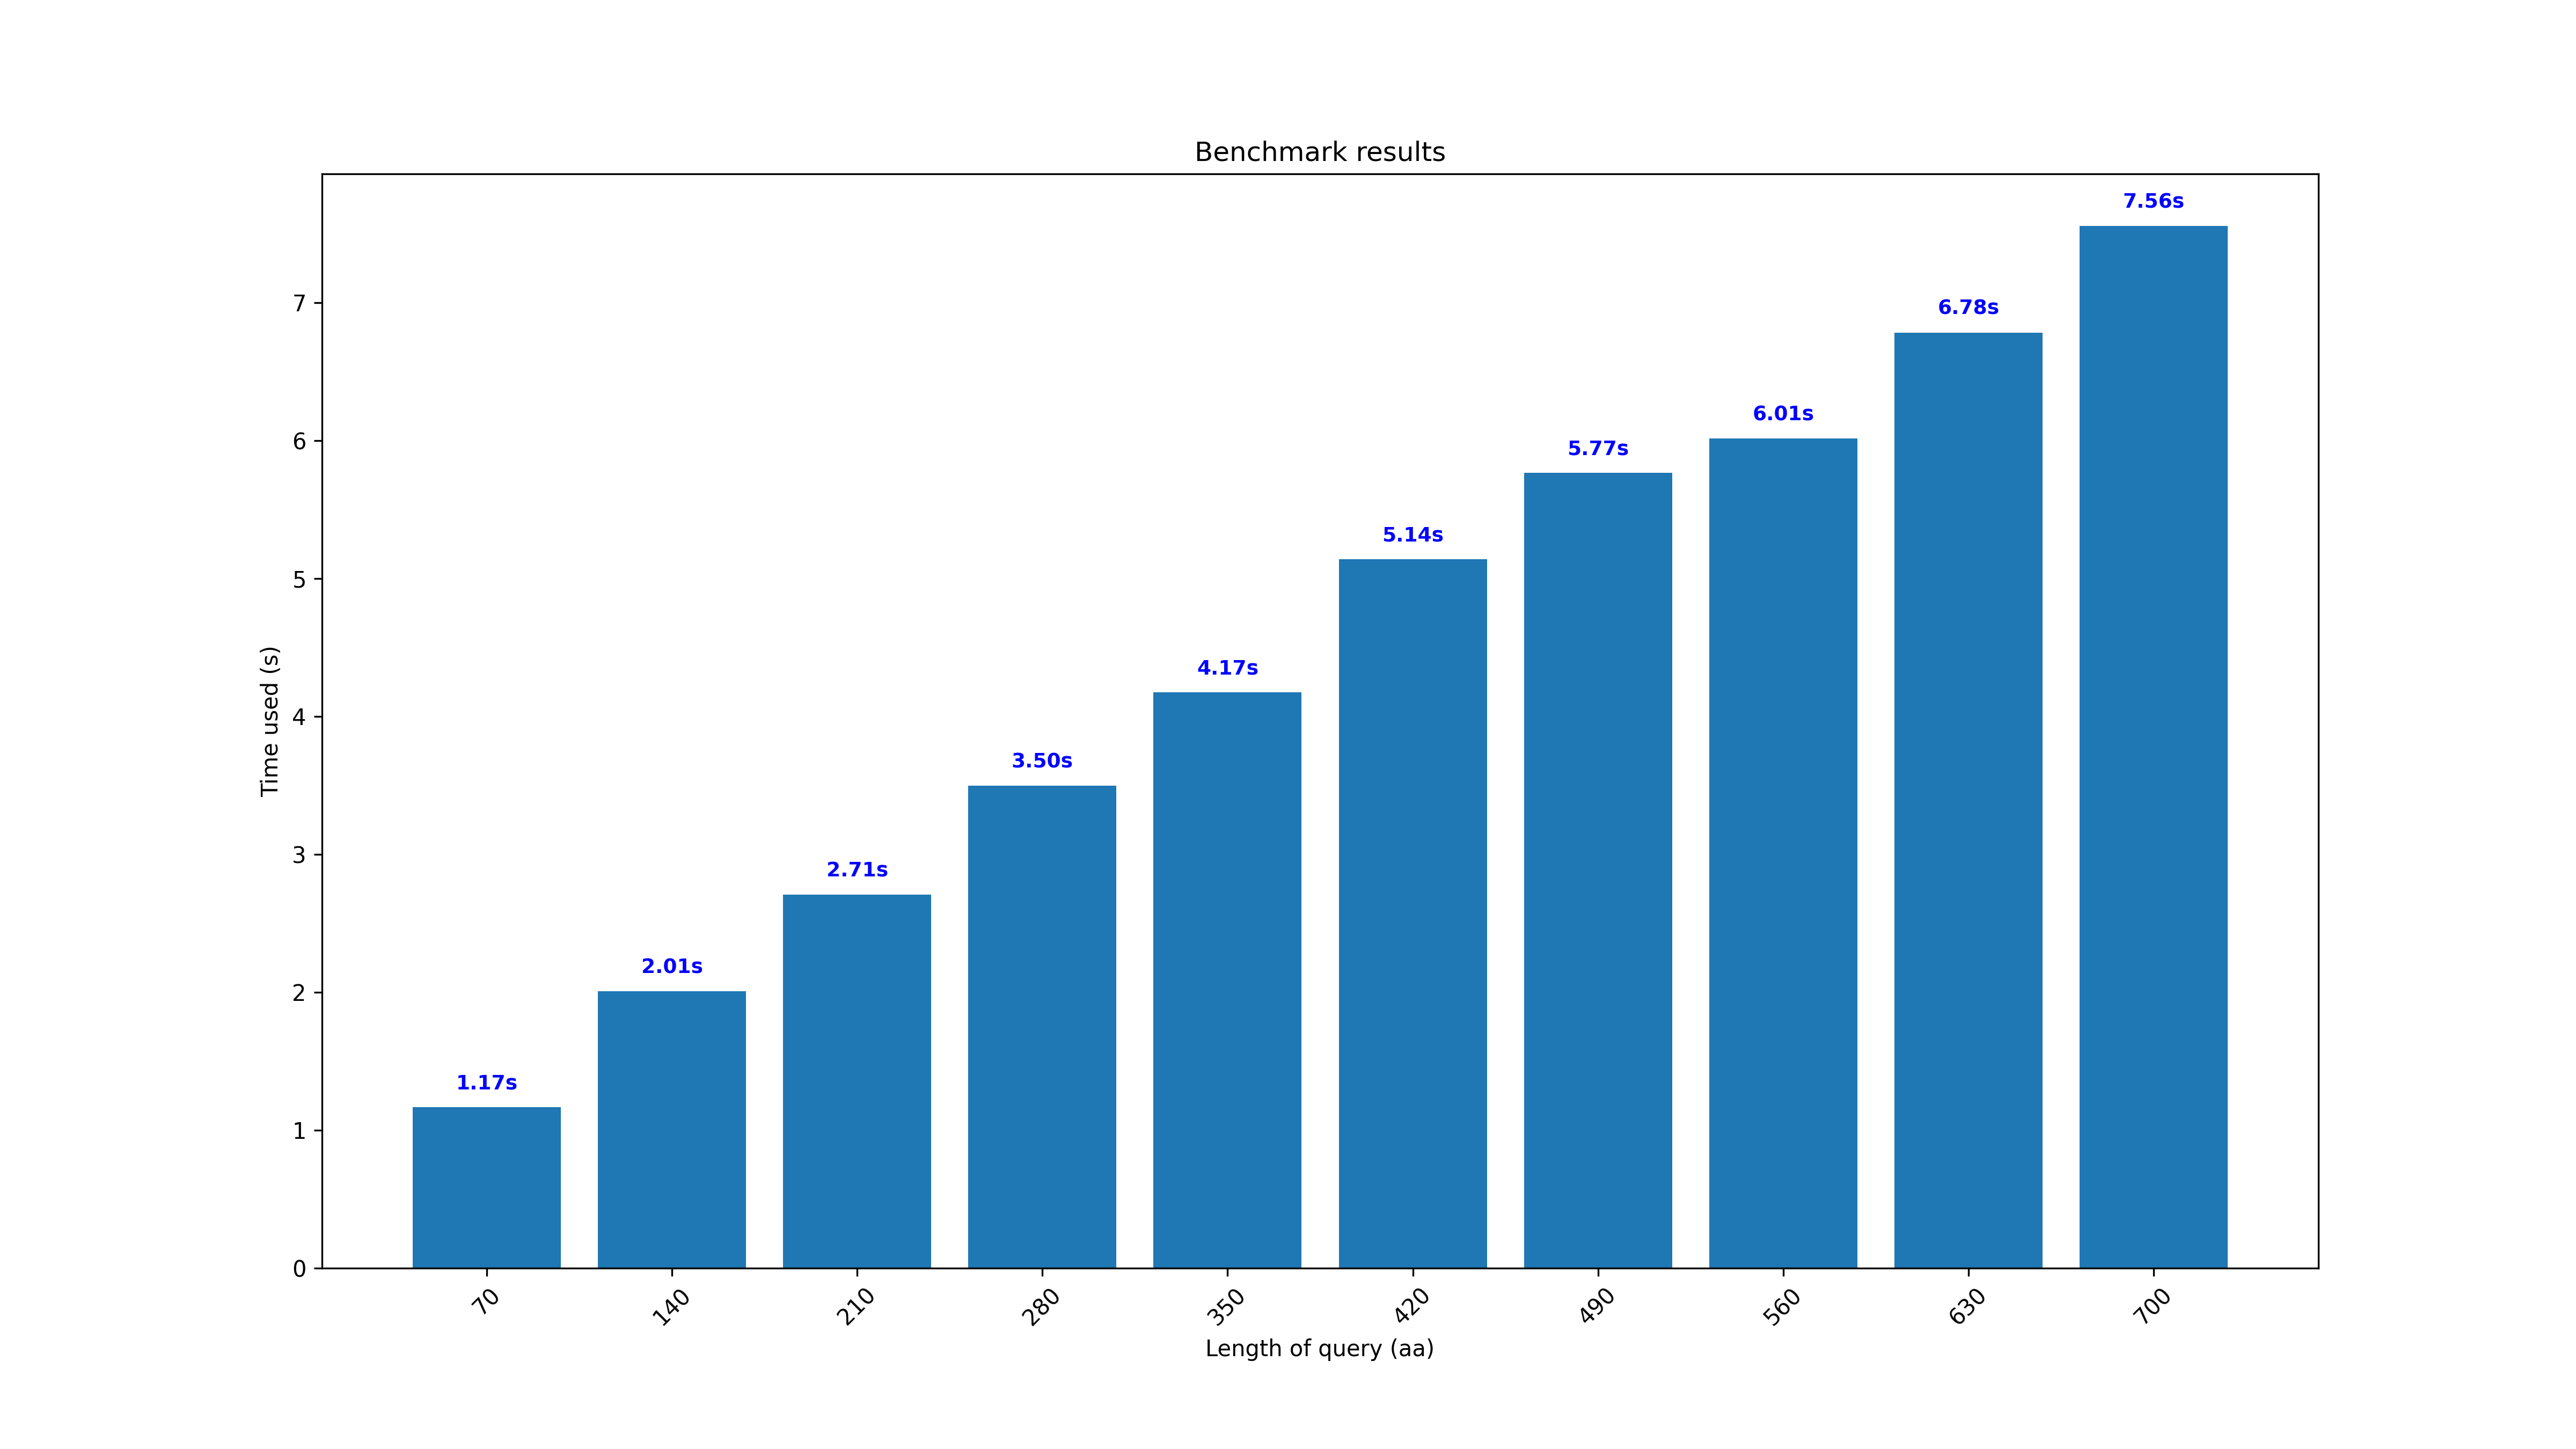 Benchmark results
7.56s
7
6.78s
6.01s
6
5.77s
5.14s
5
Time used (s)
4.17s
4
3.50s
3
2.71s
2.01s
2
1.17s
1
0
70 140 210 280 350 420 490 560 630 700
Length of query (aa)